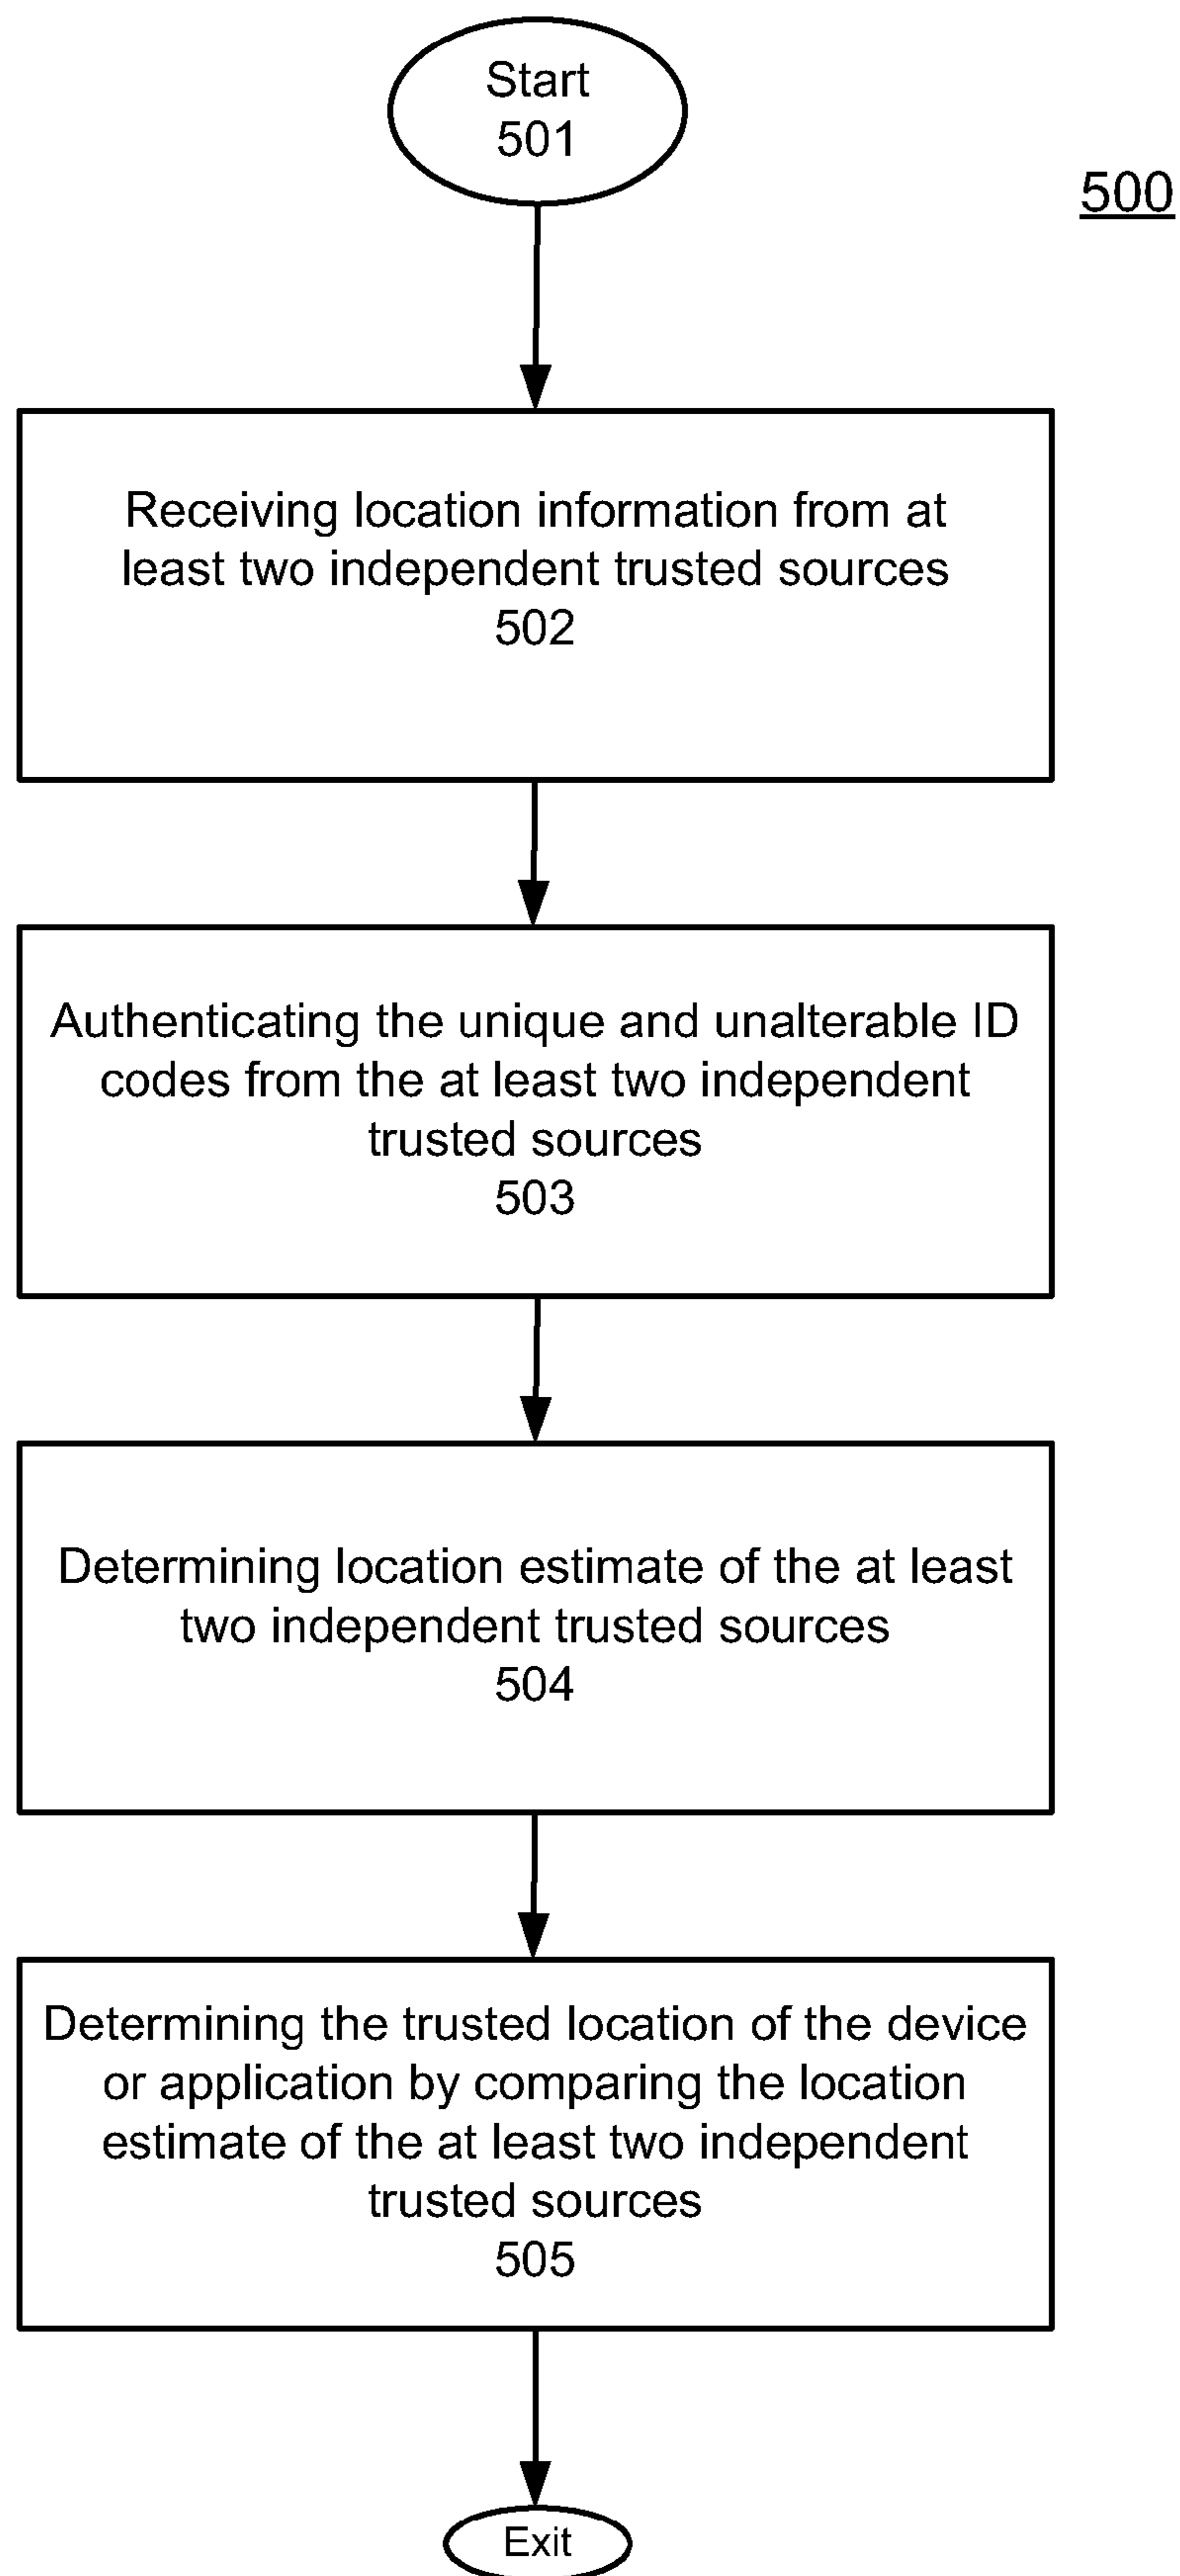 Start
501
500
Receiving location information from at
least two independent trusted sources
502
Authenticating the unique and unalterable ID
codes from the at least two independent
trusted sources
503
Determining location estimate of the at least
two independent trusted sources
504
Determining the trusted location of the device
or application by comparing the location
estimate of the at least two independent
trusted sources
505
Exit